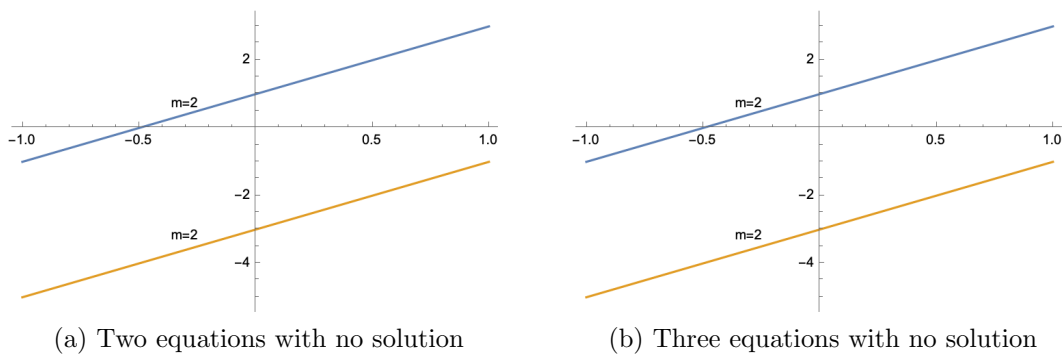 2
m=2
−1.0 −0.5 0.5 1.0
−2
m=2
−4
(a) Two equations with no solution
2
m=2
−1.0 −0.5 0.5 1.0
−2
m=2
−4
(b) Three equations with no solution